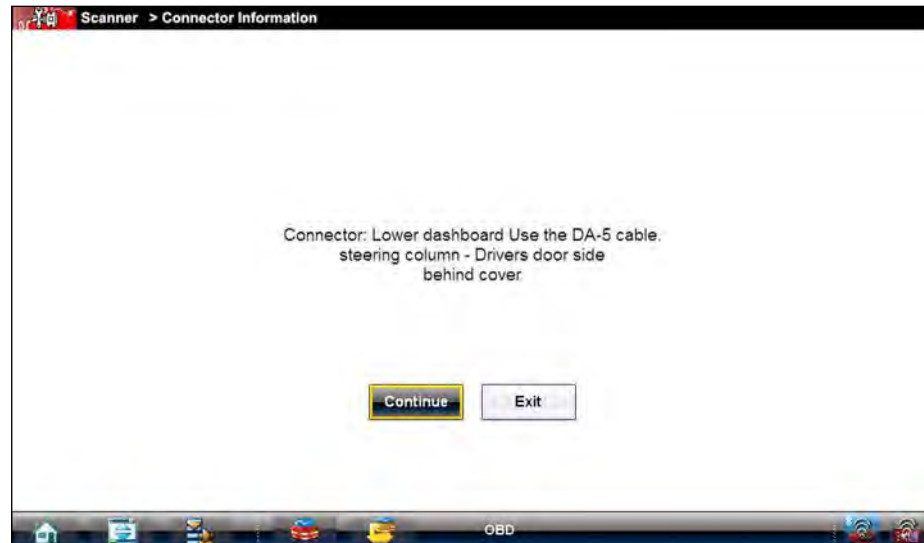 Scanner > Connector Information
Connector: Lower dashboard Use the DA-5 cable.
steering column - Drivers door side
behind cover
Continue
Exit
OBD